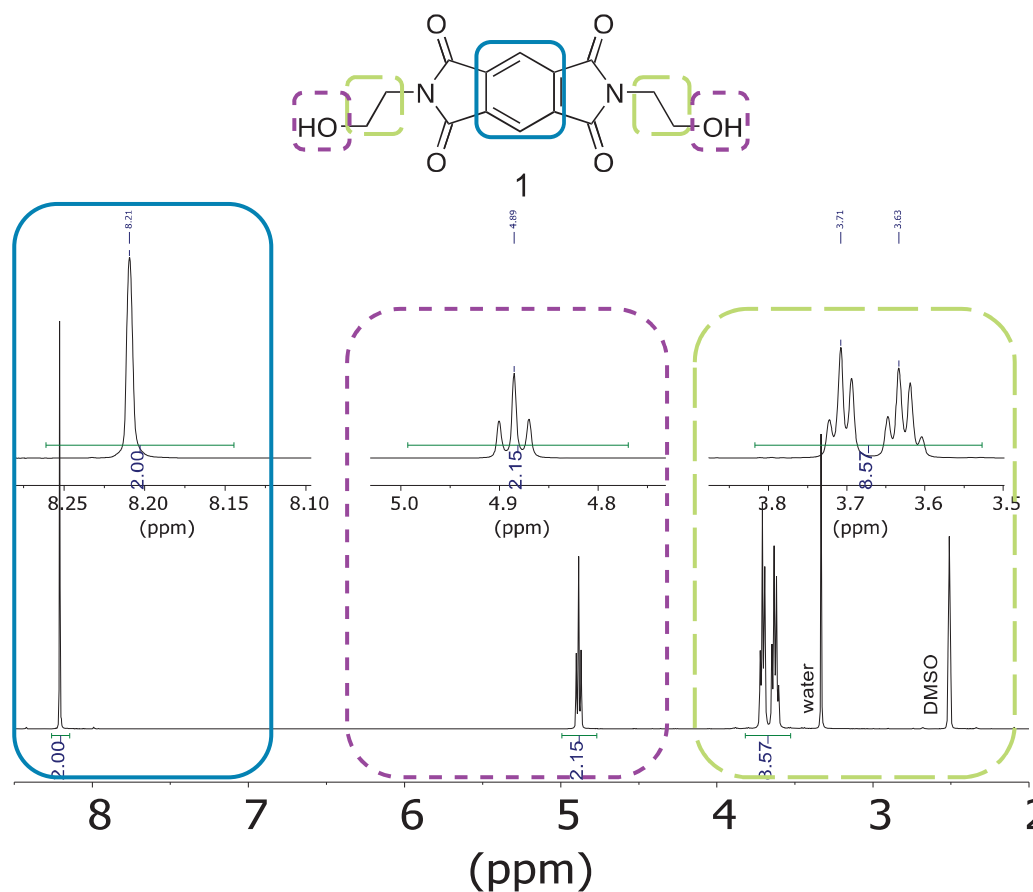 O O
N N
HO OH
O O
1
8.21 4.89 3.71 3.63
2.00 2.15 8.57
8.25 8.20 8.15 8.10 5.0 4.9 4.8 3.8 3.7 3.6 3.5
(ppm) (ppm) (ppm)
water DMSO
2.00 2.15 8.57
8 7 6 5 4 3 2
(ppm)